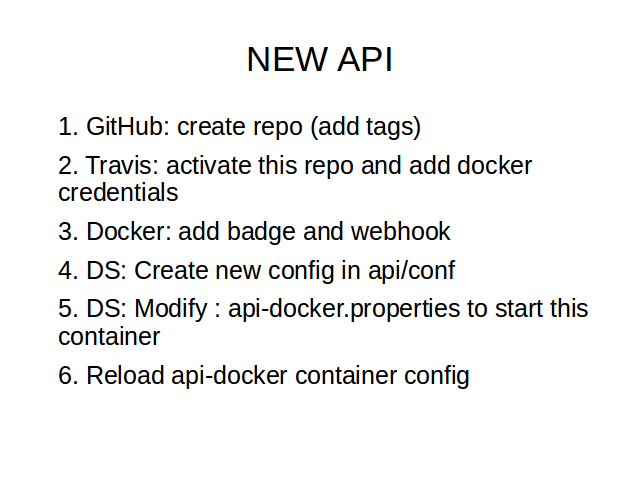 NEW API
1. GitHub: create repo (add tags)
2. Travis: activate this repo and add docker
credentials
3. Docker: add badge and webhook
4. DS: Create new config in api/conf
5. DS: Modify : api-docker.properties to start this
container
6. Reload api-docker container config